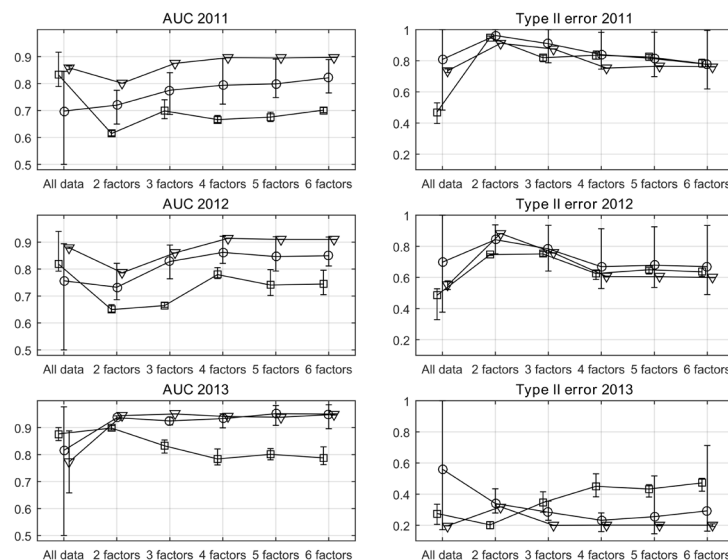 AUC 2011
0.9
0.8
0.7
0.6
0.5
All data 2 factors 3 factors 4 factors 5 factors 6 factors
Type II error 2011
1
0.8
0.6
0.4
0.2
All data 2 factors 3 factors 4 factors 5 factors 6 factors
AUC 2012
0.9
0.8
0.7
0.6
0.5
All data 2 factors 3 factors 4 factors 5 factors 6 factors
Type II error 2012
1
0.8
0.6
0.4
0.2
All data 2 factors 3 factors 4 factors 5 factors 6 factors
AUC 2013
0.9
0.8
0.7
0.6
0.5
All data 2 factors 3 factors 4 factors 5 factors 6 factors
Type II error 2013
1
0.8
0.6
0.4
0.2
All data 2 factors 3 factors 4 factors 5 factors 6 factors